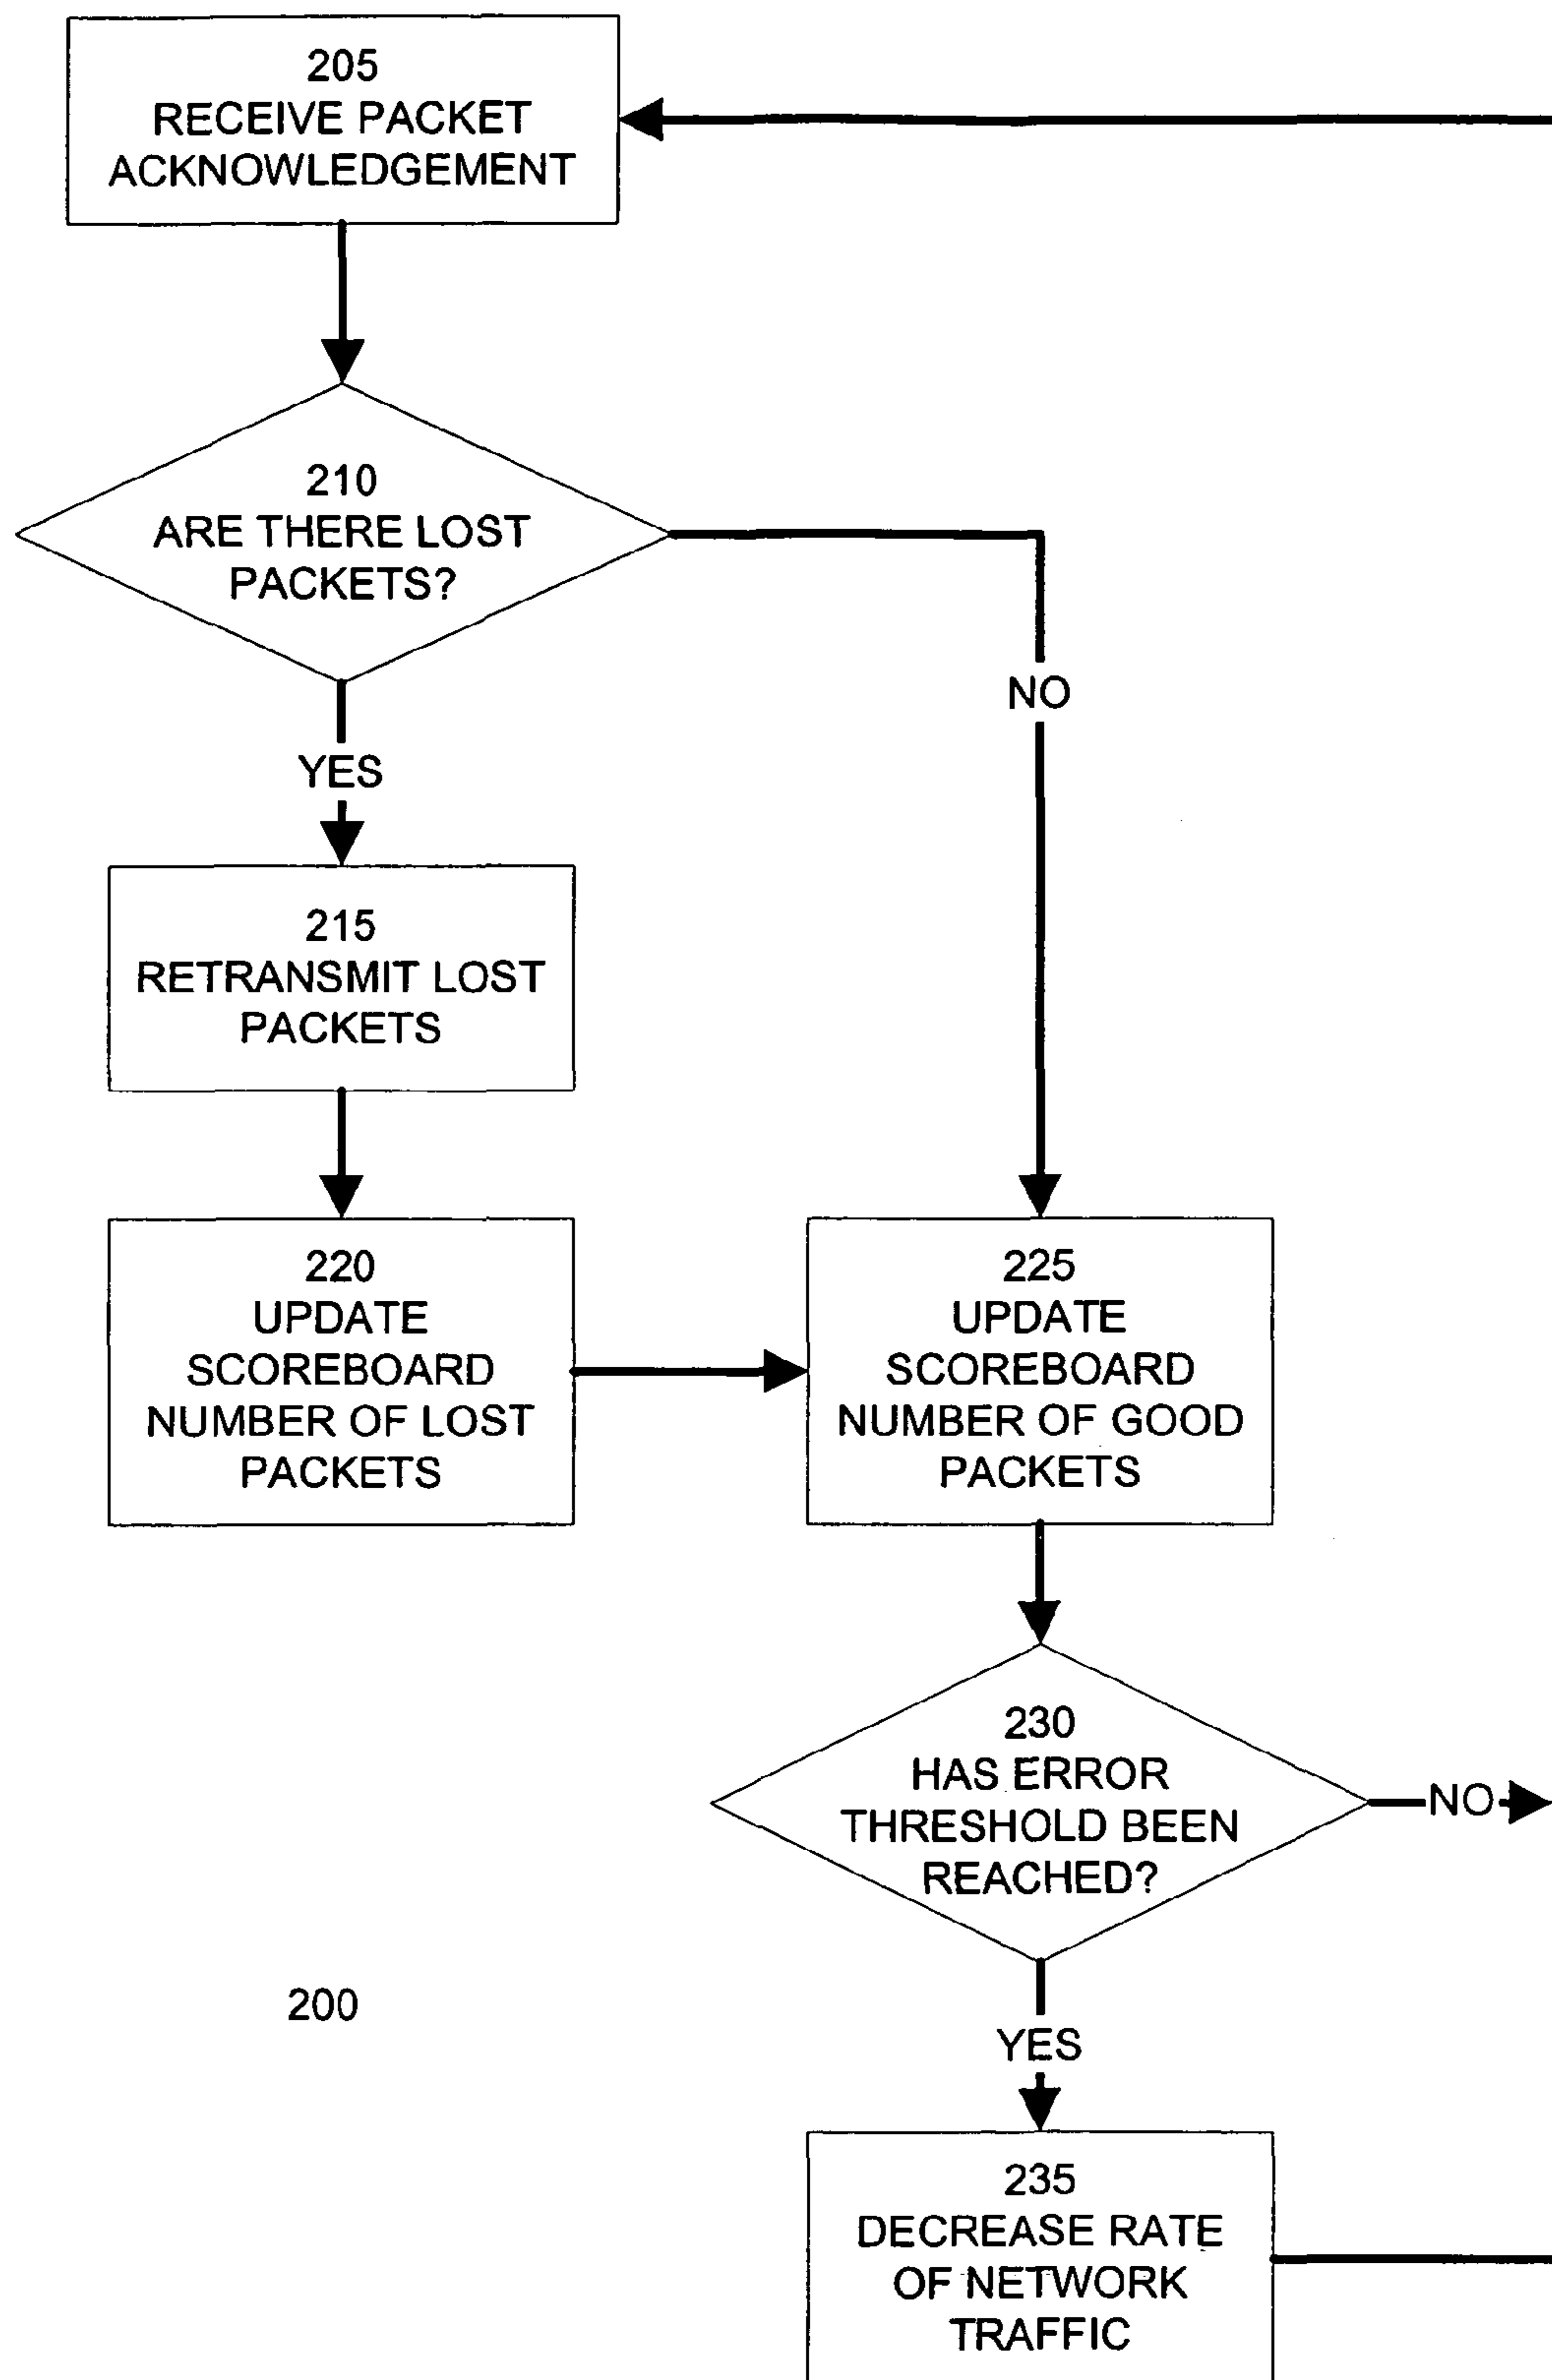 205
RECEIVE PACKET
ACKNOWLEDGEMENT
210
ARE THERE LOST
PACKETS?
NO
YES
215
RETRANSMIT LOST
PACKETS
220
UPDATE
SCOREBOARD
NUMBER OF LOST
PACKETS
225
UPDATE
SCOREBOARD
NUMBER OF GOOD
PACKETS
230
HAS ERROR
THRESHOLD BEEN
REACHED?
NO
200
YES
235
DECREASE RATE
OF NETWORK
TRAFFIC